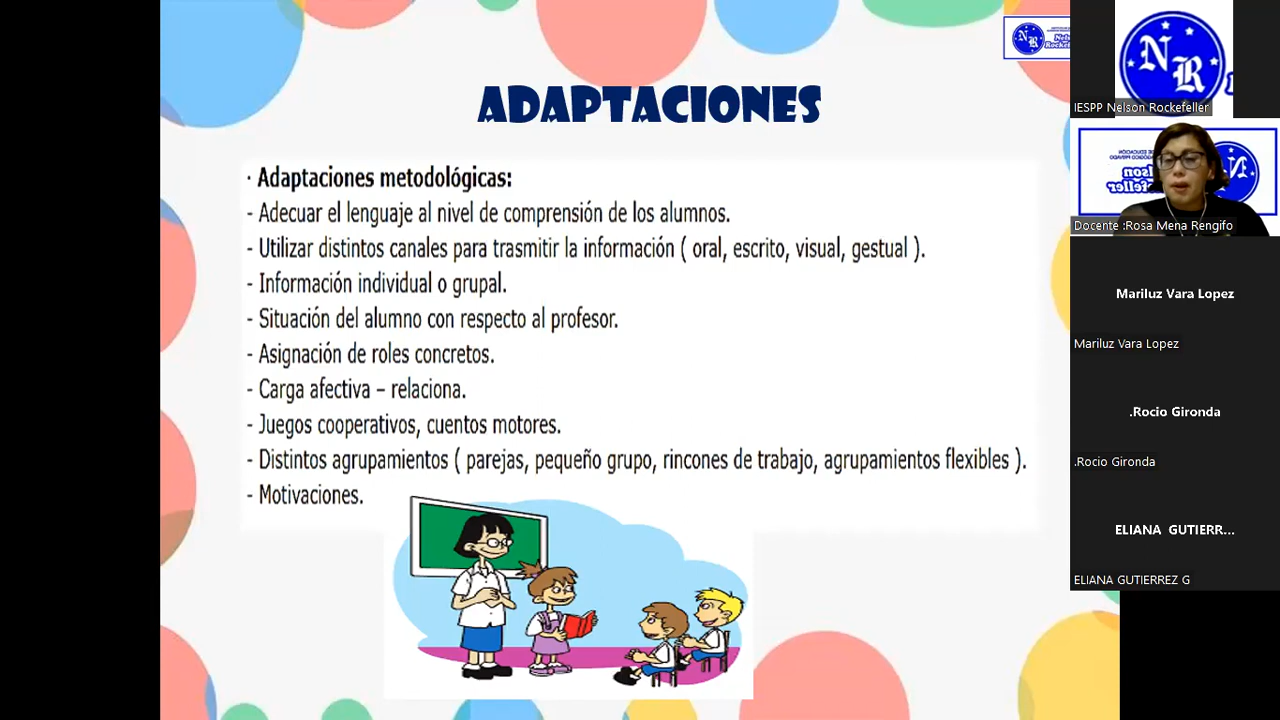 ADAPTACIONES
· Adaptaciones metodológicas:
- Adecuar el lenguaje al nivel de comprensión de los alumnos.
- Utilizar distintos canales para trasmitir la información ( oral, escrito, visual, gestual ).
- Información individual o grupal.
- Situación del alumno con respecto al profesor.
- Asignación de roles concretos.
- Carga afectiva – relaciona.
- Juegos cooperativos, cuentos motores.
- Distintos agrupamientos ( parejas, pequeño grupo, rincones de trabajo, agrupamientos flexibles ).
- Motivaciones.
NR
NR
IESPP Nelson Rockefeller
Docente :Rosa Mena Rengifo
Mariluz Vara Lopez
Mariluz Vara Lopez
.Rocio Gironda
.Rocio Gironda
ELIANA GUTIERR...
ELIANA GUTIERREZ G